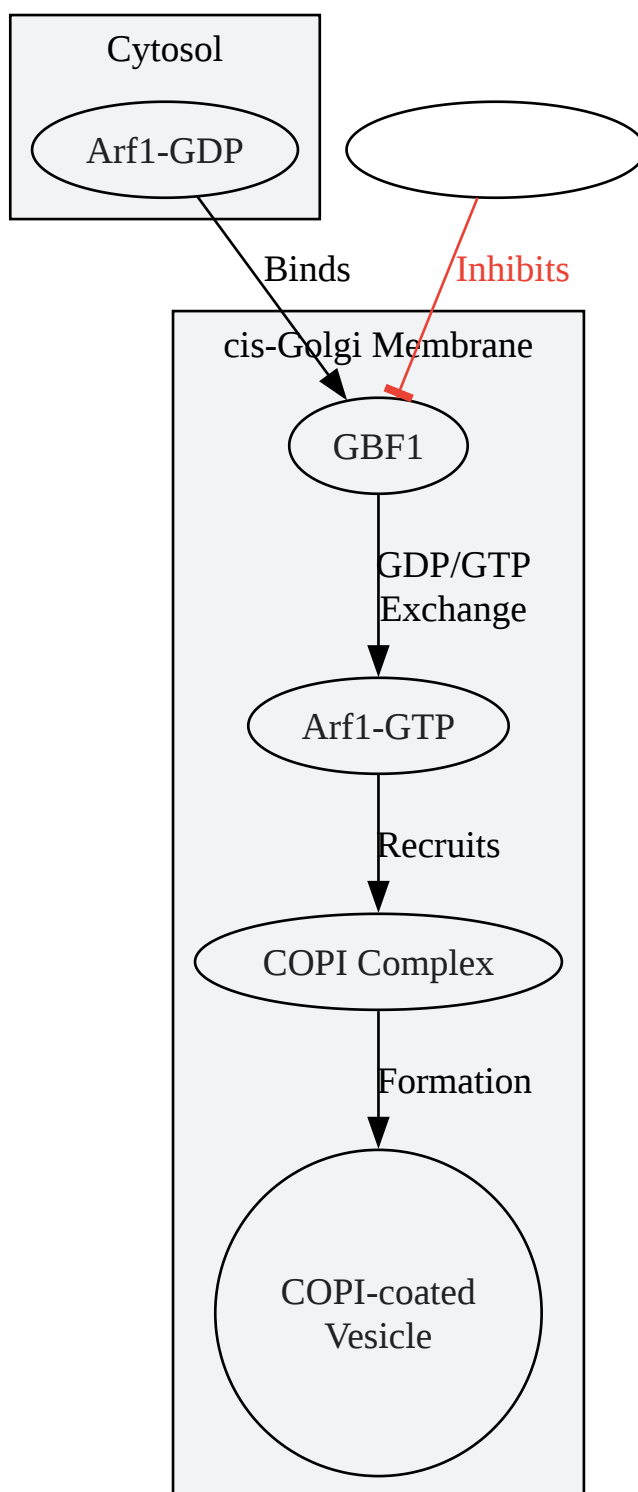 Cytosol
Arf1-GDP
Binds
Inhibits
cis-Golgi Membrane
GBF1
GDP/GTP
Exchange
Arf1-GTP
Recruits
COPI Complex
Formation
COPI-coated
Vesicle